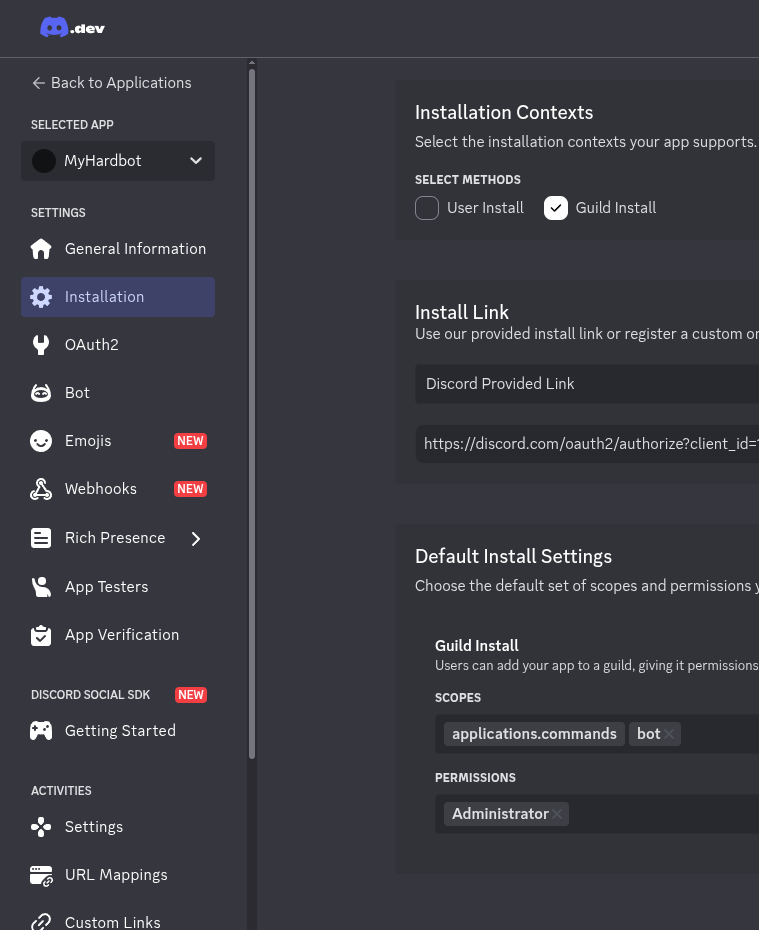 .dev
Back to Applications
SELECTED APP
MyHardbot
SETTINGS
General Information
Installation
OAuth2
Bot
Emojis NEW
Webhooks NEW
Rich Presence
App Testers
App Verification
DISCORD SOCIAL SDK NEW
Getting Started
ACTIVITIES
Settings
URL Mappings
Custom Links
Installation Contexts
Select the installation contexts your app supports.
SELECT METHODS
User Install Guild Install
Install Link
Use our provided install link or register a custom
Discord Provided Link
https://discord.com/oauth2/authorize?client_id=
Default Install Settings
Choose the default set of scopes and permissions
Guild Install
Users can add your app to a guild, giving it permissions
SCOPES
applications.commands bot
PERMISSIONS
Administrator